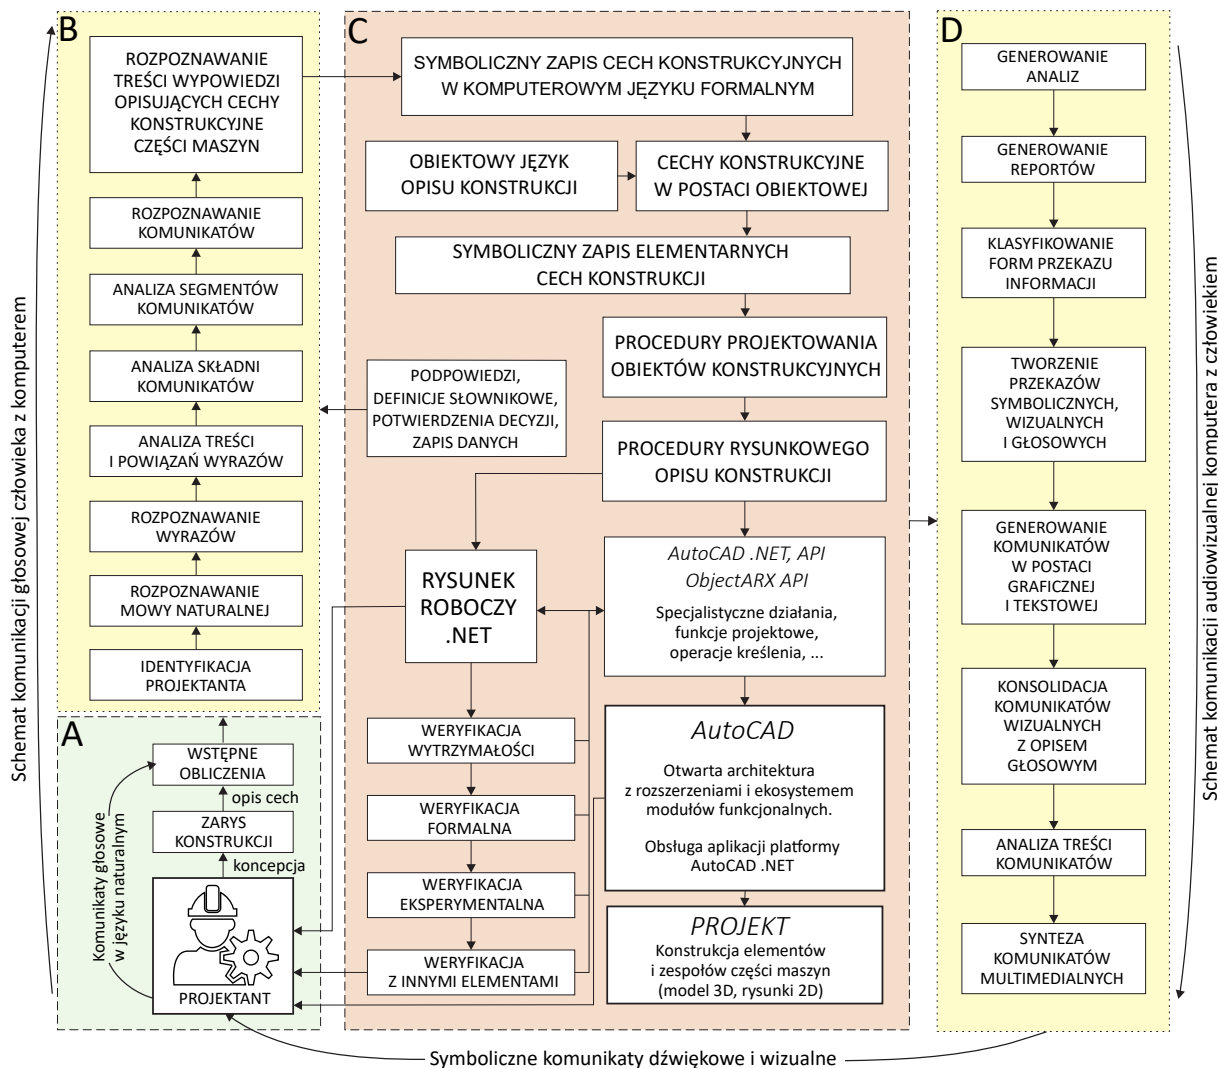 Schemat komunikacji głosowej człowieka z komputerem
B
ROZPOZNAWANIE
TREŚCI WYPOWIEDZI
OPISUJĄCYCH CECHY
KONSTRUKCYJNE
CZĘŚCI MASZYN
ROZPOZNAWANIE
KOMUNIKATÓW
ANALIZA SEGMENTÓW
KOMUNIKATÓW
ANALIZA SKŁADNI
KOMUNIKATÓW
ANALIZA TREŚCI
I POWIĄZAŃ WYRAZÓW
ROZPOZNAWANIE
WYRAZÓW
ROZPOZNAWANIE
MOWY NATURALNEJ
IDENTYFIKACJA
PROJEKTANTA
A
WSTĘPNE
OBLICZENIA
opis cech
ZARYS
KONSTRUKCJI
koncepcja
Komunikaty głosowe
w języku naturalnym
PROJEKTANT
C
SYMBOLICZNY ZAPIS CECH KONSTRUKCYJNYCH
W KOMPUTEROWYM JĘZYKU FORMALNYM
OBIEKTOWY JĘZYK
OPISU KONSTRUKCJI
CECHY KONSTRUKCYJNE
W POSTACI OBIEKTOWEJ
SYMBOLICZNY ZAPIS ELEMENTARNYCH
CECH KONSTRUKCJI
PROCEDURY PROJEKTOWANIA
OBIEKTÓW KONSTRUKCYJNYCH
PODPOWIEDZI,
DEFINICJE SŁOWNIKOWE,
POTWIERDZENIA DECYZJI,
ZAPIS DANYCH
PROCEDURY RYSUNKOWEGO
OPISU KONSTRUKCJI
RYSUNEK
ROBOCZY
.NET
AutoCAD .NET, API
ObjectARX API
Specjalistyczne działania,
funkcje projektowe,
operacje kreślenia, ...
WERYFIKACJA
WYTRZYMAŁOŚCI
WERYFIKACJA
FORMALNA
WERYFIKACJA
EKSPERYMENTALNA
WERYFIKACJA
Z INNYMI ELEMENTAMI
AutoCAD
Otwarta architektura
z rozszerzeniami i ekosystemem
modułów funkcjonalnych.
Obsługa aplikacji platformy
AutoCAD .NET
PROJEKT
Konstrukcja elementów
i zespołów części maszyn
(model 3D, rysunki 2D)
D
GENEROWANIE
ANALIZ
GENEROWANIE
REPORTÓW
KLASYFIKOWANIE
FORM PRZEKAZU
INFORMACJI
TWORZENIE
PRZEKAZÓW
SYMBOLICZNYCH,
WIZUALNYCH
I GŁOSOWYCH
GENEROWANIE
KOMUNIKATÓW
W POSTACI
GRAFICZNEJ
I TEKSTOWEJ
KONSOLIDACJA
KOMUNIKATÓW
WIZUALNYCH
Z OPISEM
GŁOSOWYM
ANALIZA TREŚCI
KOMUNIKATÓW
SYNTEZA
KOMUNIKATÓW
MULTIMEDIALNYCH
Schemat komunikacji audiowizualnej komputera z człowiekiem
Symboliczne komunikaty dźwiękowe i wizualne